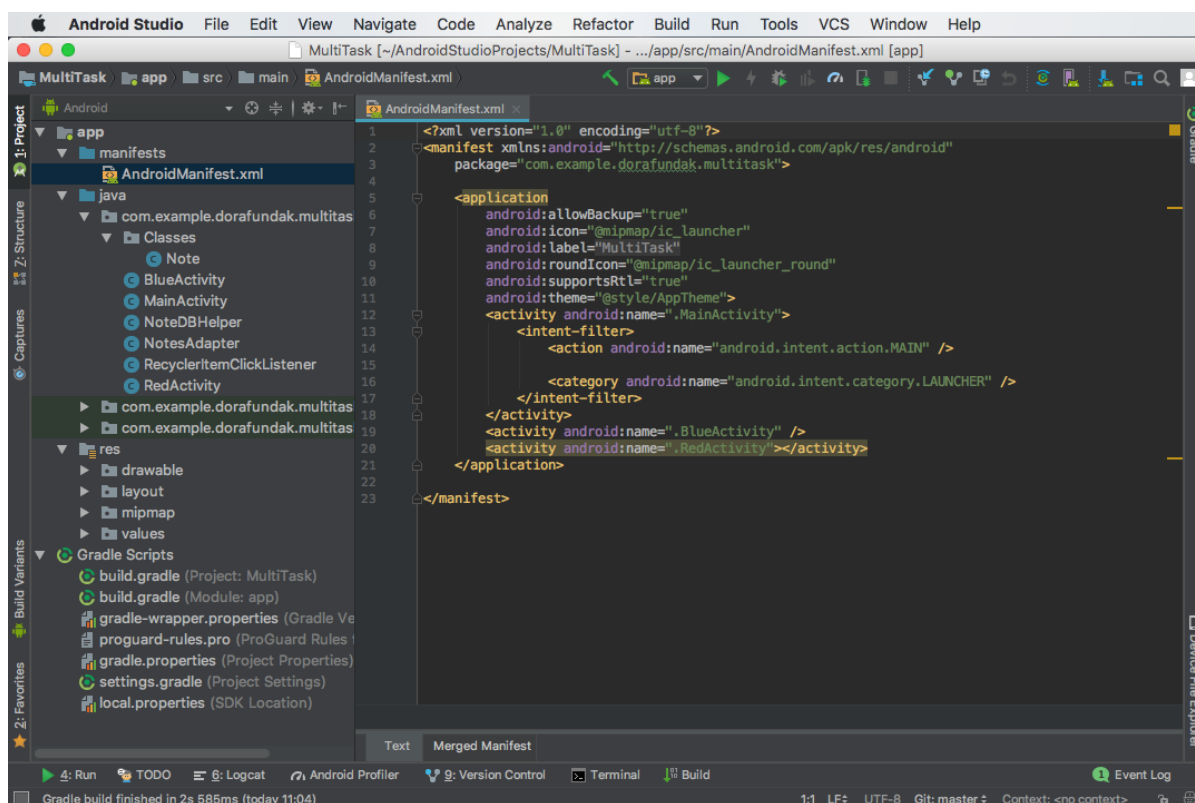 Android Studio File Edit View Navigate Code Analyze Refactor Build Run Tools VCS Window Help
MultiTask [~/AndroidStudioProjects/MultiTask] - .../app/src/main/AndroidManifest.xml [app]
MultiTask app src main AndroidManifest.xml app
Android
AndroidManifest.xml
1: Project
Z: Structure
Captures
Build Variants
2: Favorites
app
manifests
AndroidManifest.xml
java
com.example.dorafundak.multitas
Classes
Note
BlueActivity
MainActivity
NoteDBHelper
NotesAdapter
RecyclerItemClickListener
RedActivity
com.example.dorafundak.multitas
com.example.dorafundak.multitas
res
drawable
layout
mipmap
values
Gradle Scripts
build.gradle (Project: MultiTask)
build.gradle (Module: app)
gradle-wrapper.properties (Gradle Ve
proguard-rules.pro (ProGuard Rules
gradle.properties (Project Properties)
settings.gradle (Project Settings)
local.properties (SDK Location)
1 <?xml version="1.0" encoding="utf-8"?>
2 <manifest xmlns:android="http://schemas.android.com/apk/res/android"
3 package="com.example.dorafundak.multitask">
4
5 <application
6 android:allowBackup="true"
7 android:icon="@mipmap/ic_launcher"
8 android:label="MultiTask"
9 android:roundIcon="@mipmap/ic_launcher_round"
10 android:supportsRtl="true"
11 android:theme="@style/AppTheme">
12 <activity android:name=".MainActivity">
13 <intent-filter>
14 <action android:name="android.intent.action.MAIN" />
15
16 <category android:name="android.intent.category.LAUNCHER" />
17 </intent-filter>
18 </activity>
19 <activity android:name=".BlueActivity" />
20 <activity android:name=".RedActivity"></activity>
21 </application>
22
23 </manifest>
Gradle
Device File Explorer
Text Merged Manifest
4: Run TODO 6: Logcat Android Profiler 9: Version Control Terminal Build 1 Event Log
Gradle build finished in 2s 585ms (today 11:04) 1:1 LF UTF-8 Git: master Context: <no context>